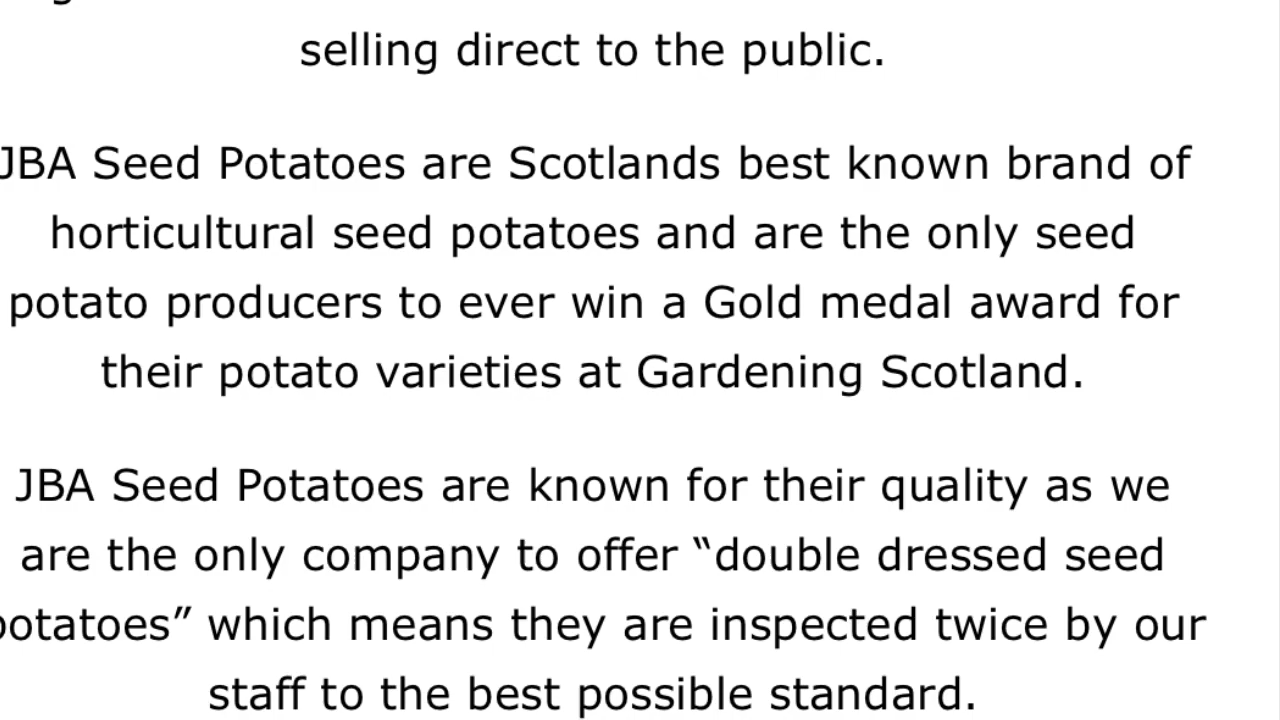 selling direct to the public.
JBA Seed Potatoes are Scotlands best known brand of
horticultural seed potatoes and are the only seed
potato producers to ever win a Gold medal award for
their potato varieties at Gardening Scotland.
JBA Seed Potatoes are known for their quality as we
are the only company to offer “double dressed seed
potatoes” which means they are inspected twice by our
staff to the best possible standard.